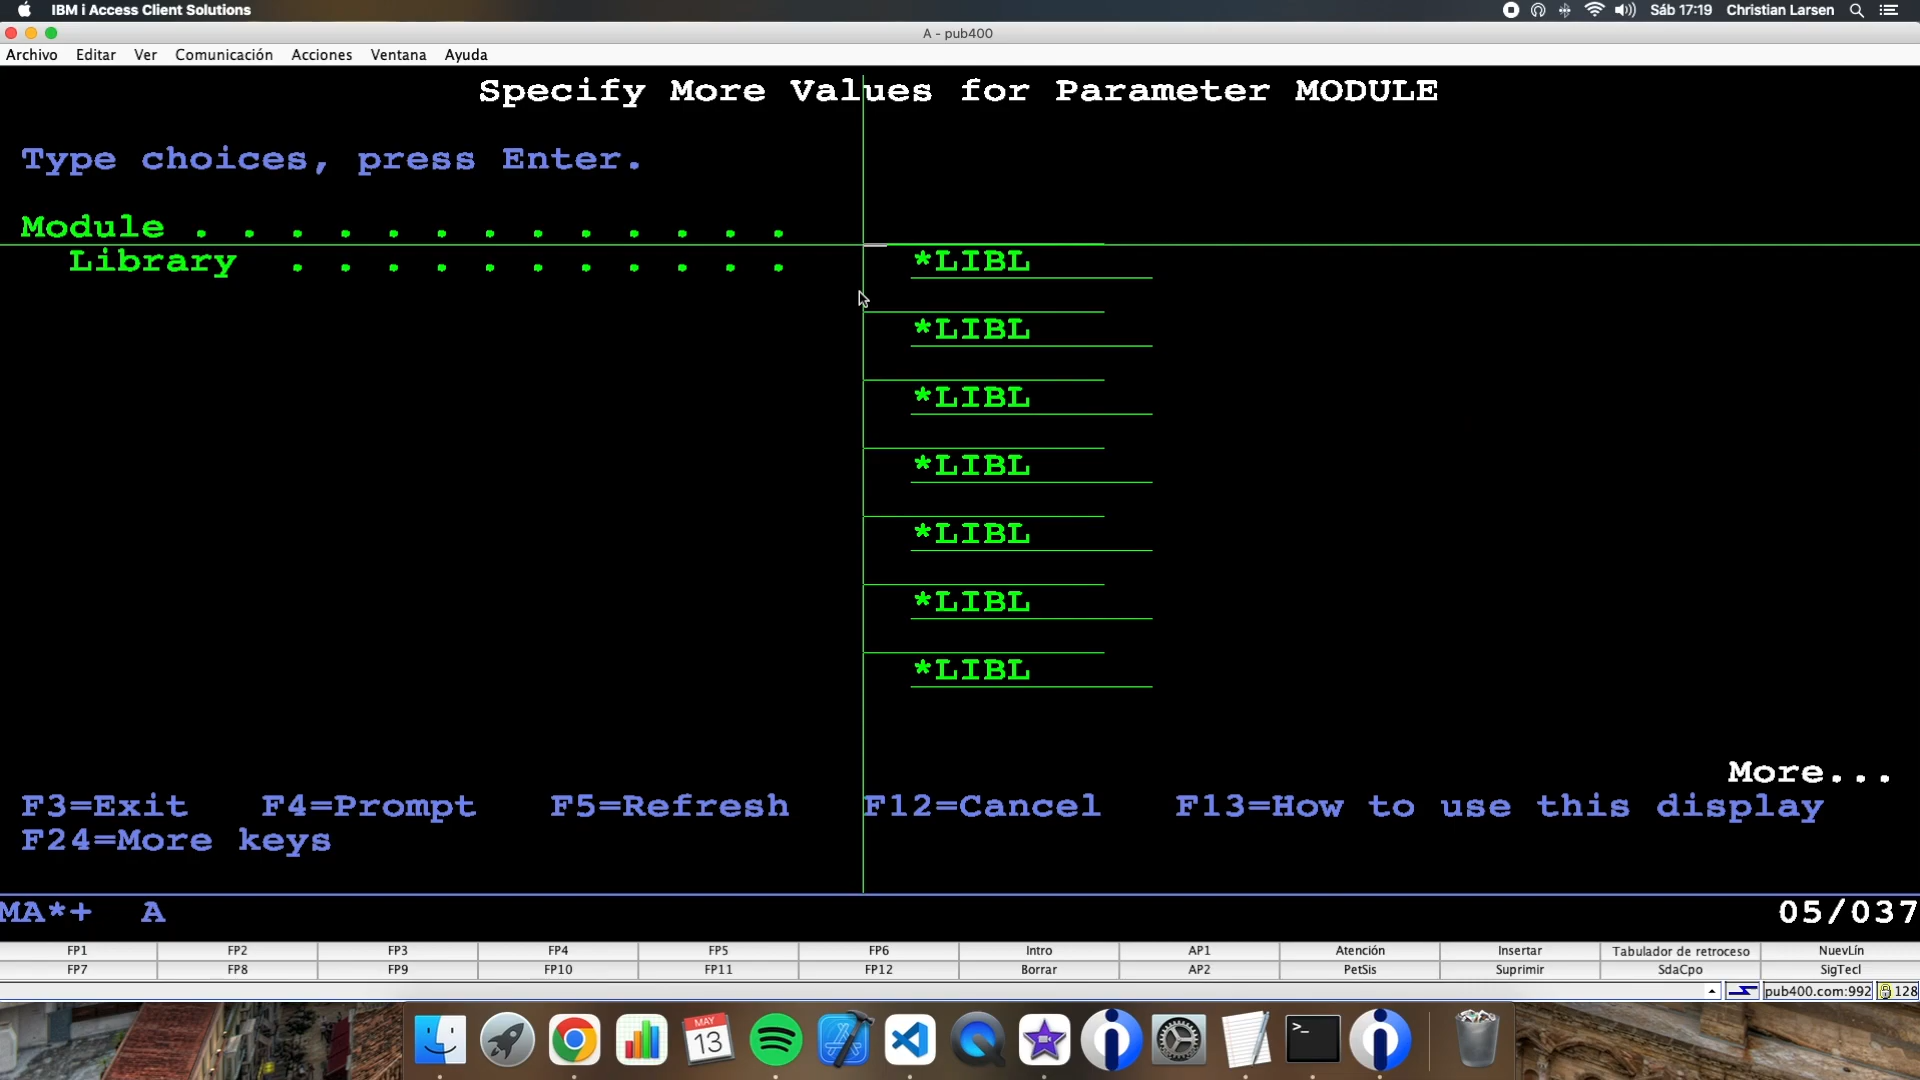 IBM i Access Client Solutions
Sáb 17:19 Christian Larsen
A - pub400
Archivo Editar Ver Comunicación Acciones Ventana Ayuda
Specify More Values for Parameter MODULE
Type choices, press Enter.
Module . . . . . . . . . . . . .
Library . . . . . . . . . . . *LIBL
*LIBL
*LIBL
*LIBL
*LIBL
*LIBL
*LIBL
More...
F3=Exit F4=Prompt F5=Refresh F12=Cancel F13=How to use this display
F24=More keys
MA*+ A 05/037
FP1 FP2 FP3 FP4 FP5 FP6 Intro AP1 Atención Insertar Tabulador de retroceso NuevLín
FP7 FP8 FP9 FP10 FP11 FP12 Borrar AP2 PetSis Suprimir SdaCpo SigTecl
pub400.com:992 128
MAY
13
>_